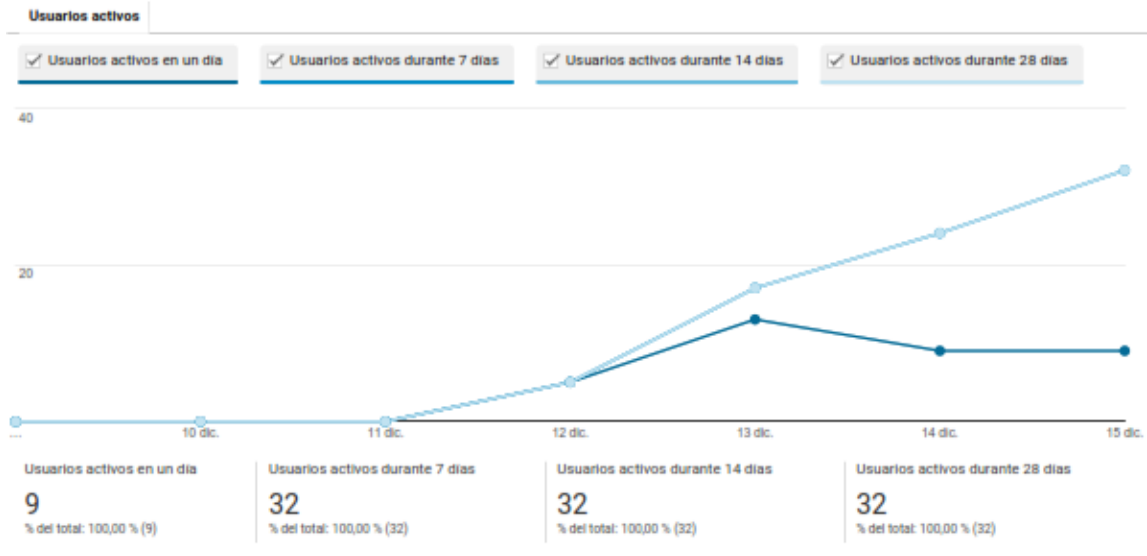 Usuarios activos
Usuarios activos en un día
Usuarios activos durante 7 días
Usuarios activos durante 14 días
Usuarios activos durante 28 días
40
20
...
10 dic.
11 dic.
12 dic.
13 dic.
14 dic.
15 dic.
Usuarios activos en un día
9
% del total: 100,00 % (9)
Usuarios activos durante 7 días
32
% del total: 100,00 % (32)
Usuarios activos durante 14 días
32
% del total: 100,00 % (32)
Usuarios activos durante 28 días
32
% del total: 100,00 % (32)